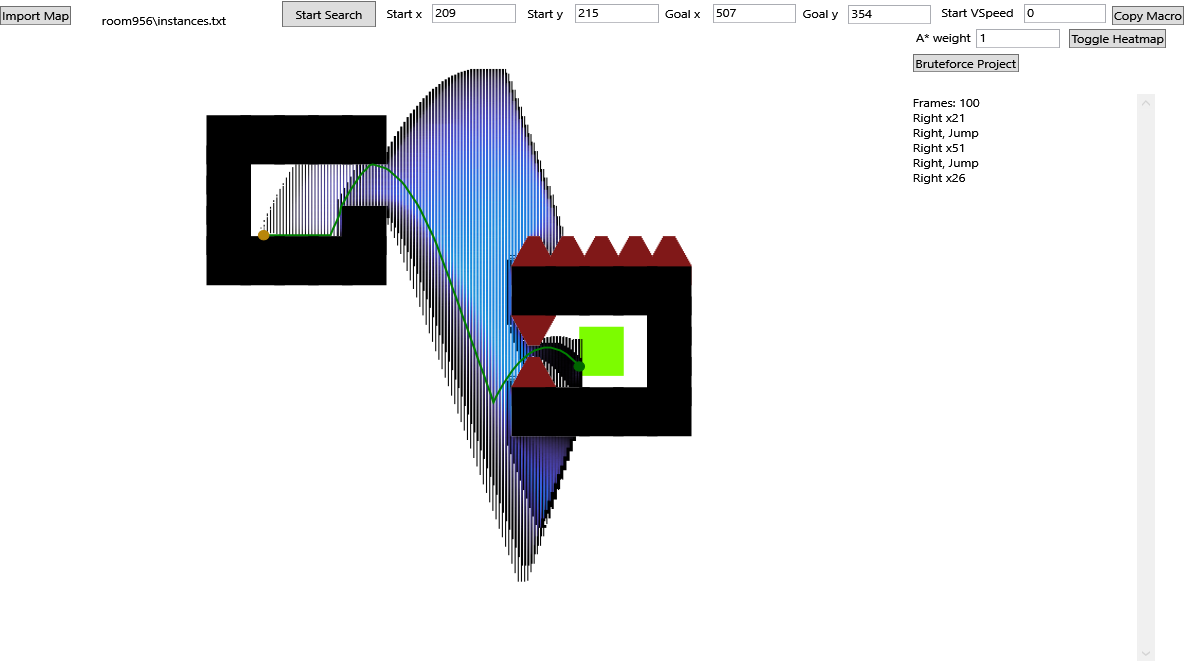 Import Map
room956\instances.txt
Start Search
Start x 209
Start y 215
Goal x 507
Goal y 354
Start VSpeed 0
Copy Macro
A* weight 1
Toggle Heatmap
Bruteforce Project
Frames: 100
Right x21
Right, Jump
Right x51
Right, Jump
Right x26